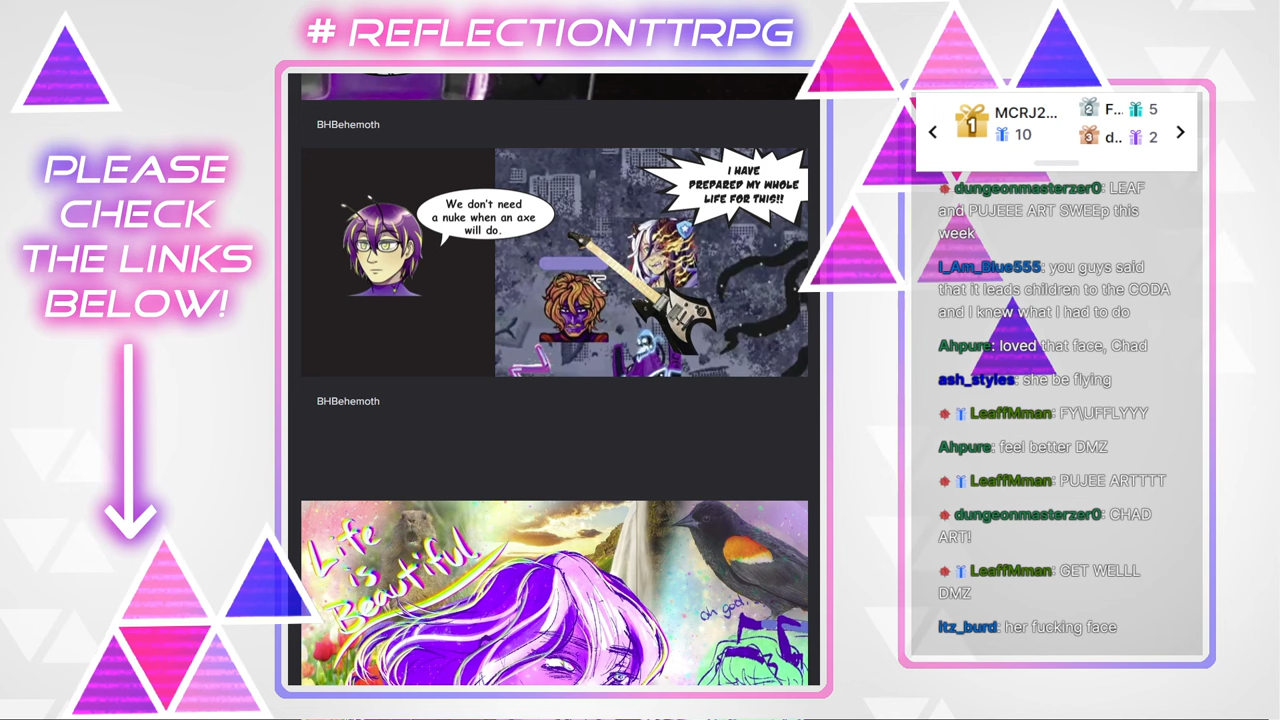 # REFLECTIONTTRPG
PLEASE
CHECK
THE LINKS
BELOW!
BHBehemoth
We don't need
a nuke when an axe
will do.
I HAVE
PREPARED MY WHOLE
LIFE FOR THIS!!
BHBehemoth
Life
is
Beautiful
oh god,
1
MCRJ2...
10
2 F... 5
3 d.. 2
dungeonmasterzer0: LEAF
and PUJEEE ART SWEEp this
week
I_Am_Blue555: you guys said
that it leads children to the CODA
and I knew what I had to do
Ahpure: loved that face, Chad
ash_styles: she be flying
LeaffMman: FY\UFFLYYY
Ahpure: feel better DMZ
LeaffMman: PUJEE ARTTTT
dungeonmasterzer0: CHAD
ART!
LeaffMman: GET WELLL
DMZ
Itz_burd: her fucking face